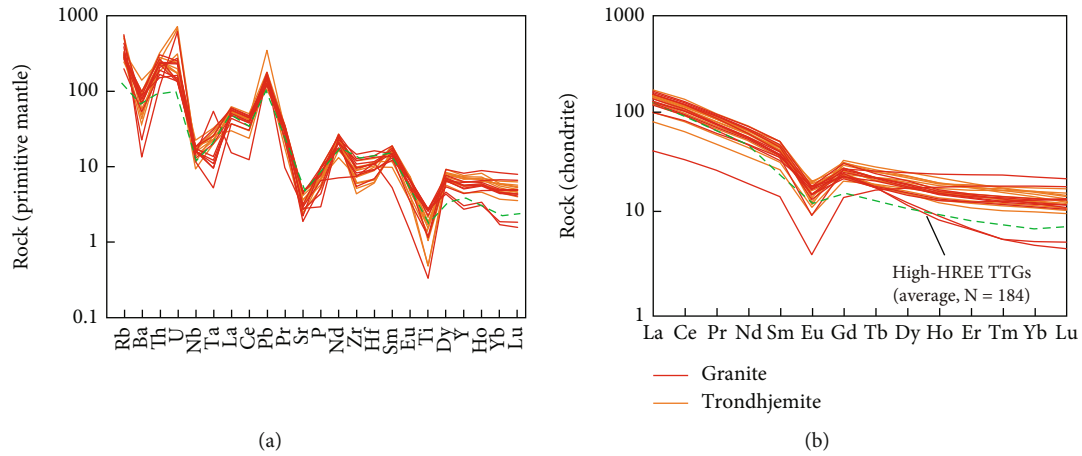 Rock (primitive mantle)
1000
100
10
1
0.1
Rb Ba Th U Nb Ta La Ce Pb Pr Sr P Nd Zr Hf Sm Eu Ti Dy Y Ho Yb Lu
(a)
Rock (chondrite)
1000
100
10
1
La Ce Pr Nd Sm Eu Gd Tb Dy Ho Er Tm Yb Lu
High-HREE TTGs
(average, N = 184)
Granite
Trondhjemite
(b)